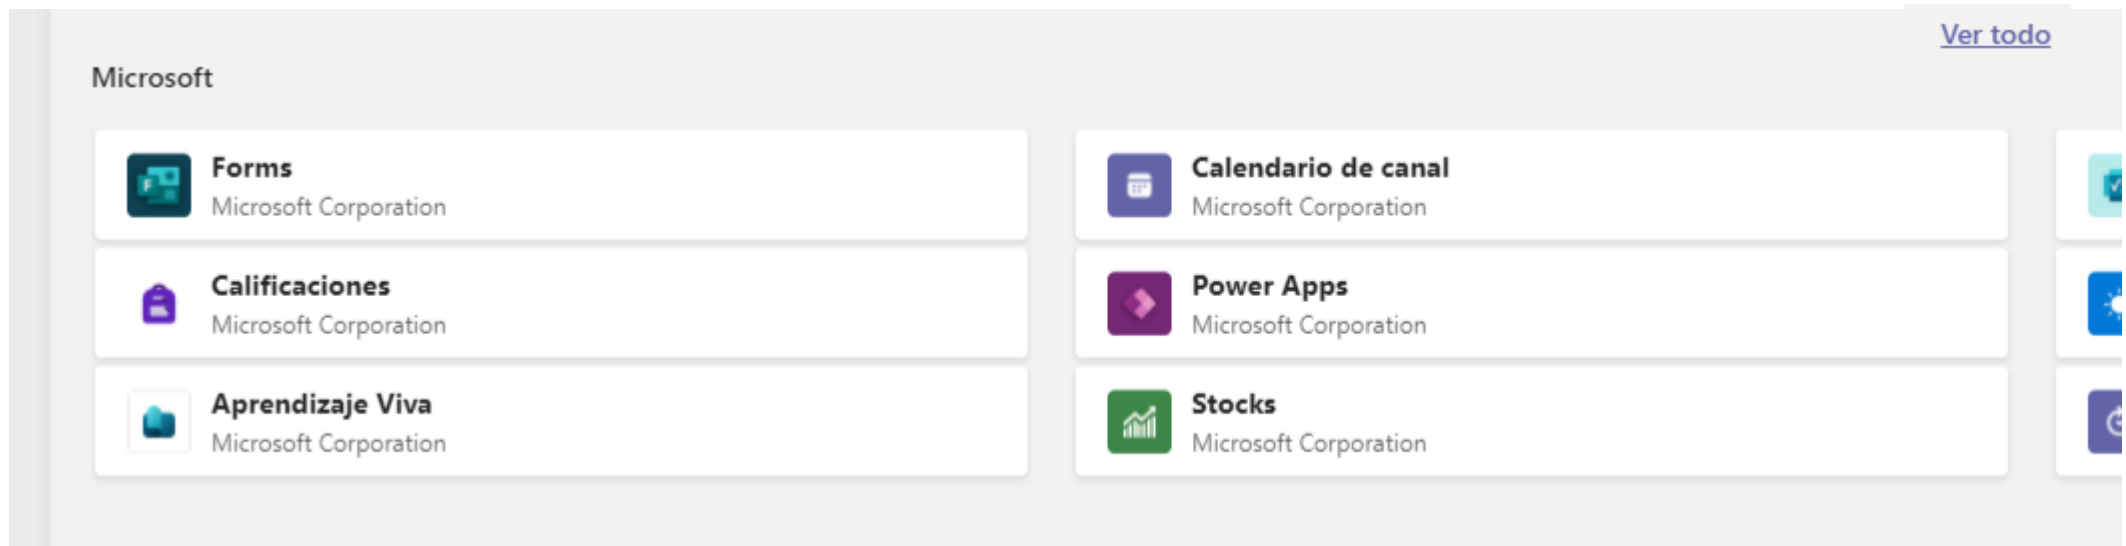 Ver todo
Microsoft
Forms
Microsoft Corporation
Calendario de canal
Microsoft Corporation
Calificaciones
Microsoft Corporation
Power Apps
Microsoft Corporation
Aprendizaje Viva
Microsoft Corporation
Stocks
Microsoft Corporation